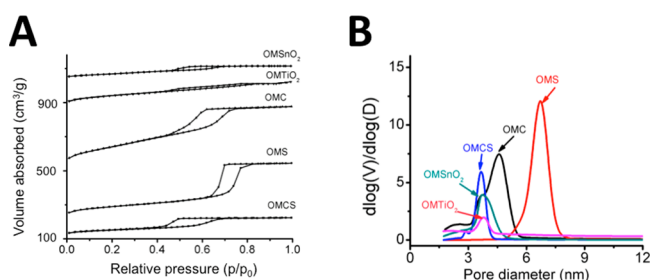 A
OMSnO2
OMTiO2
OMC
OMS
OMCS
900
500
100
0.0 0.2 0.4 0.6 0.8 1.0
Volume absorbed (cm3/g)
Relative pressure (p/p0)
B
OMS
OMC
OMCS
OMSnO2
OMTiO2
15
10
5
0
0 3 6 9 12
dlog(V)/dlog(D)
Pore diameter (nm)